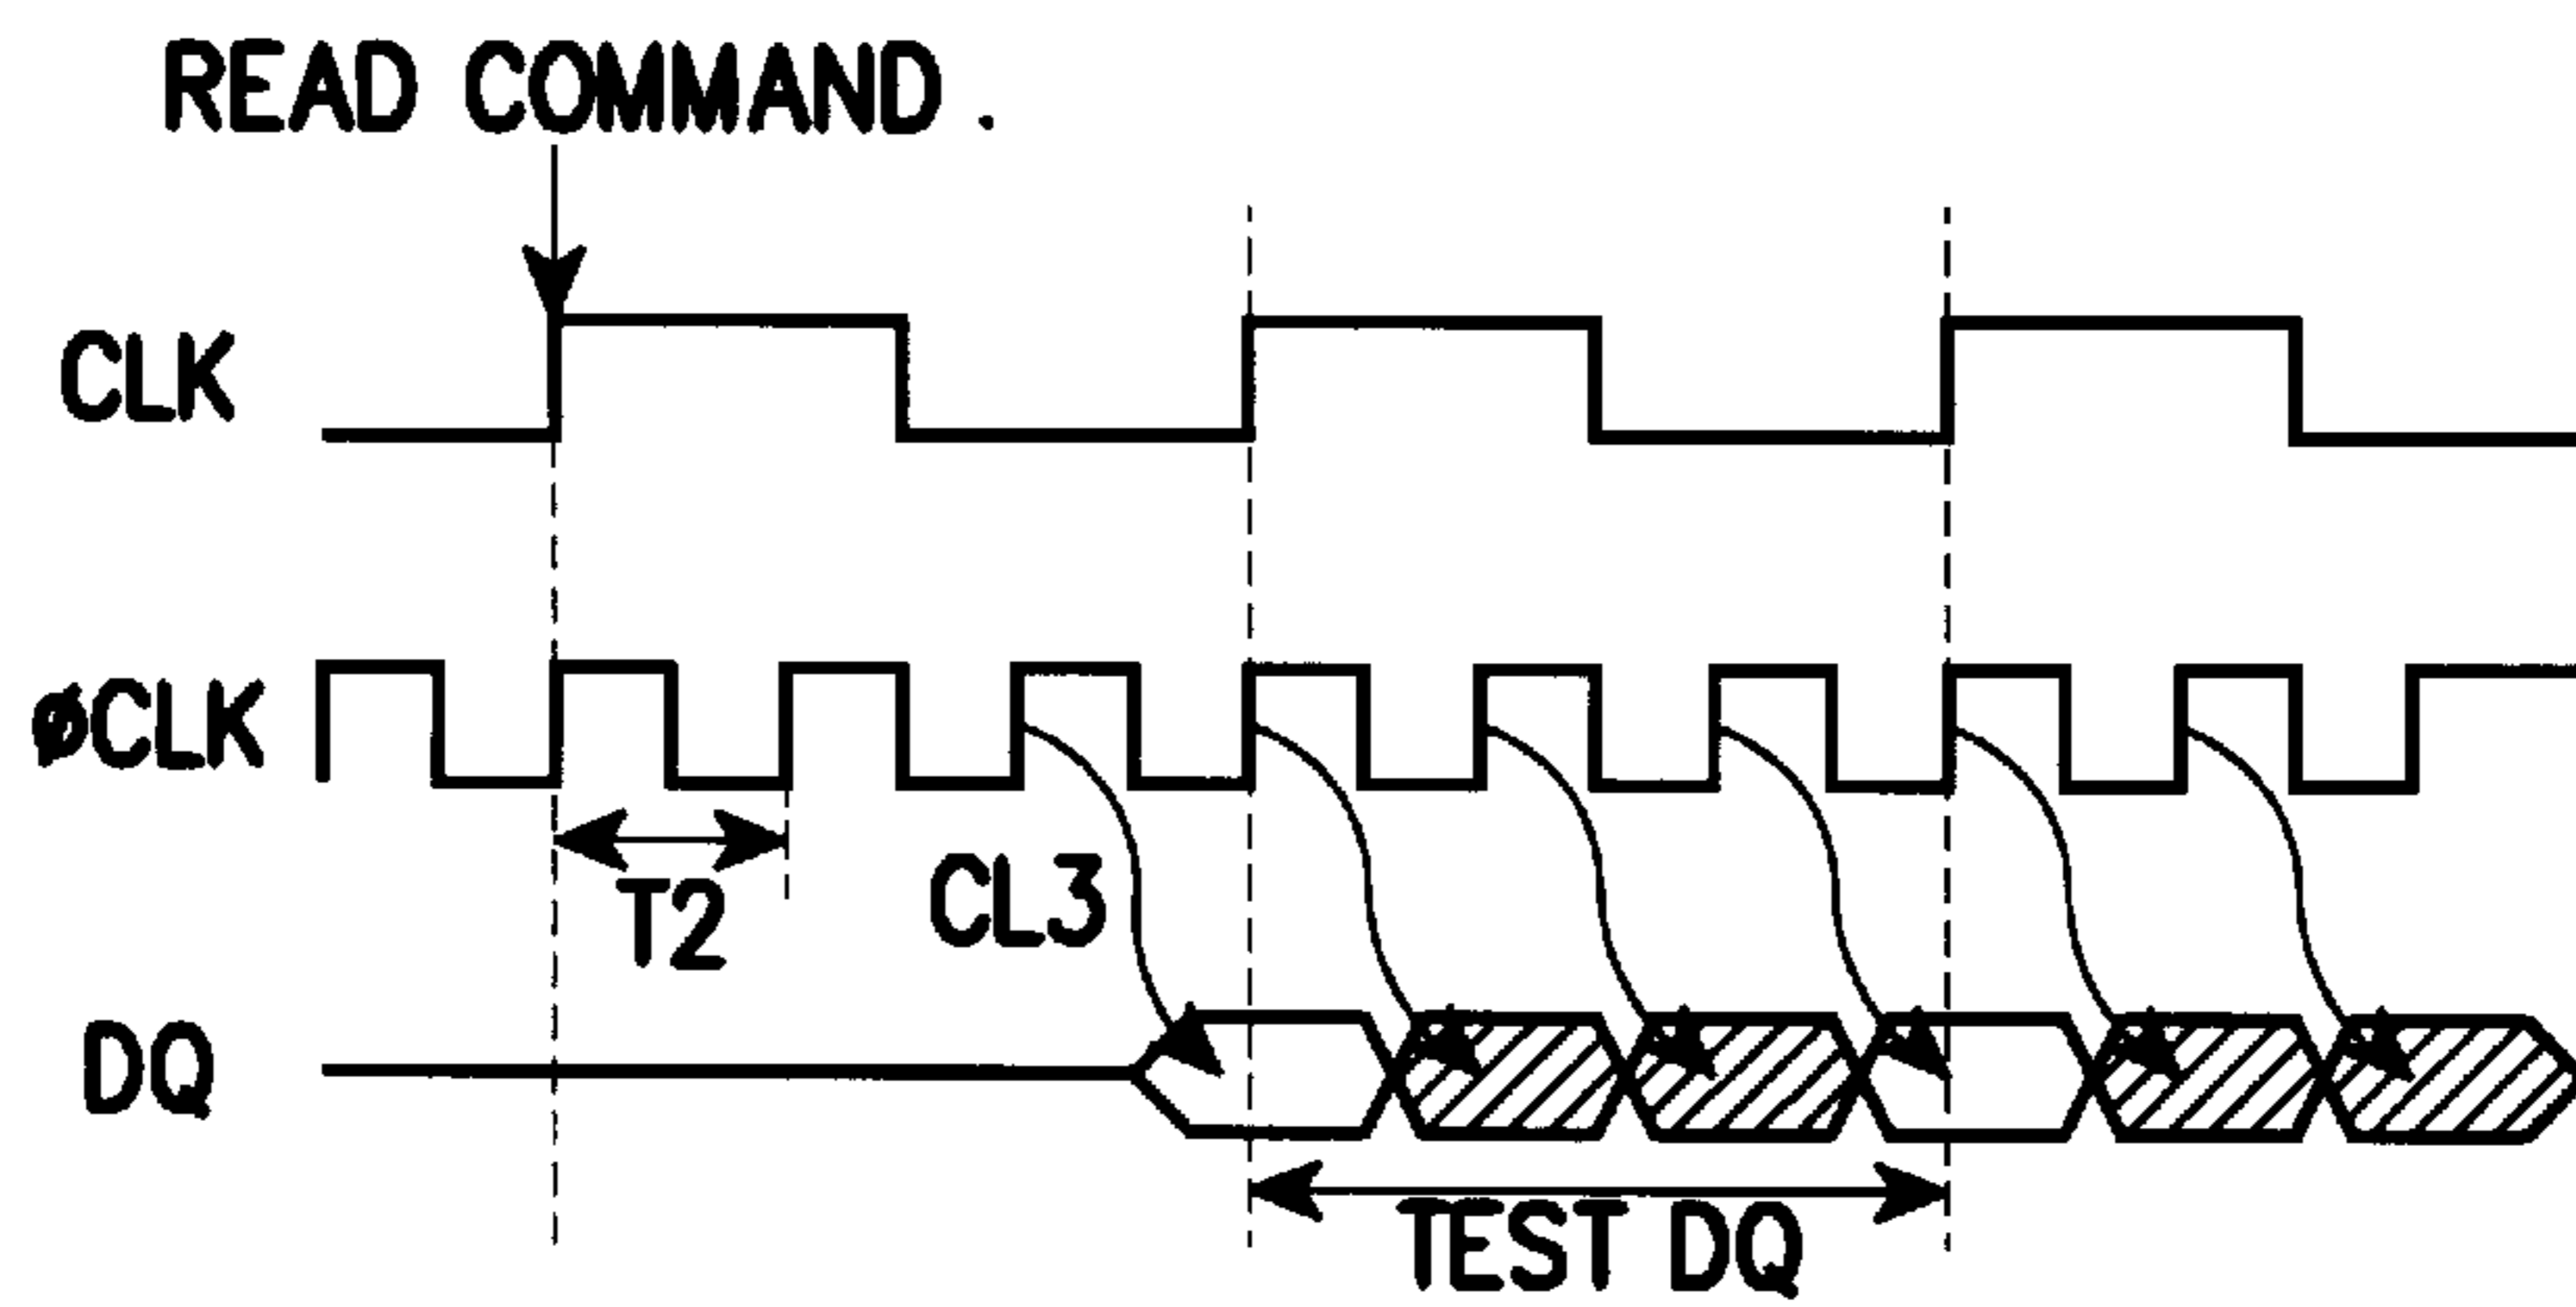 READ COMMAND .
CLK
øCLK
T2
CL3
DQ
TEST DQ